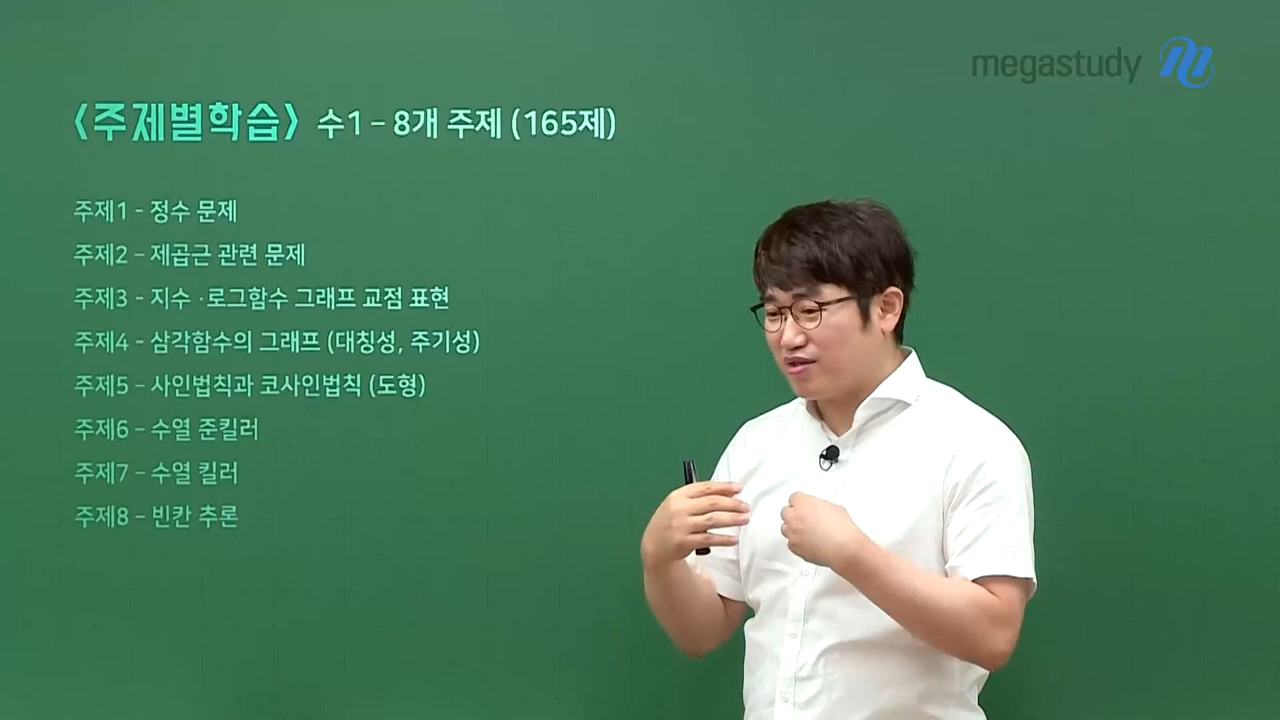 megastudy
<주제별학습> 수1 - 8개 주제 (165제)
주제1 - 정수 문제
주제2 - 제곱근 관련 문제
주제3 - 지수 ·로그함수 그래프 교점 표현
주제4 - 삼각함수의 그래프 (대칭성, 주기성)
주제5 - 사인법칙과 코사인법칙 (도형)
주제6 - 수열 준킬러
주제7 - 수열 킬러
주제8 - 빈칸 추론